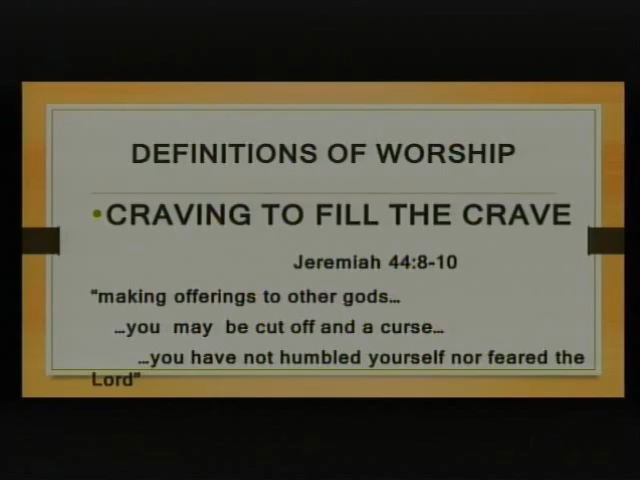 DEFINITIONS OF WORSHIP
•CRAVING TO FILL THE CRAVE
Jeremiah 44:8-10
“making offerings to other gods…
…you may be cut off and a curse…
…you have not humbled yourself nor feared the
Lord”